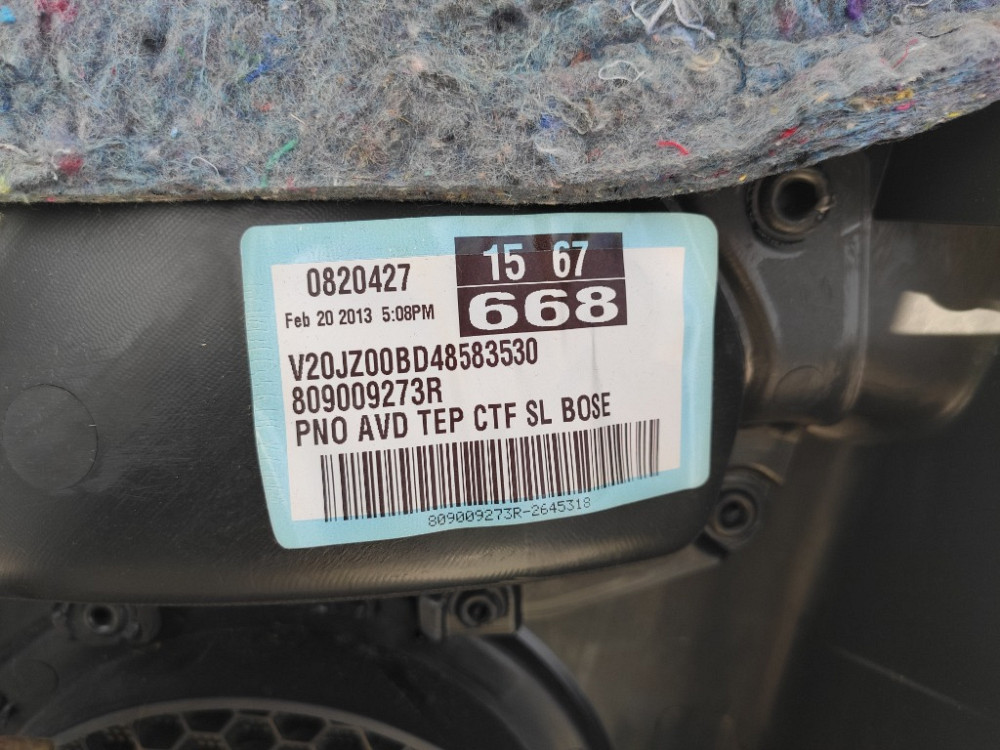 0820427
15 67
Feb 20 2013 5:08PM
668
V20JZ00BD48583530
809009273R
PNO AVD TEP CTF SL BOSE
809009273R-2645318